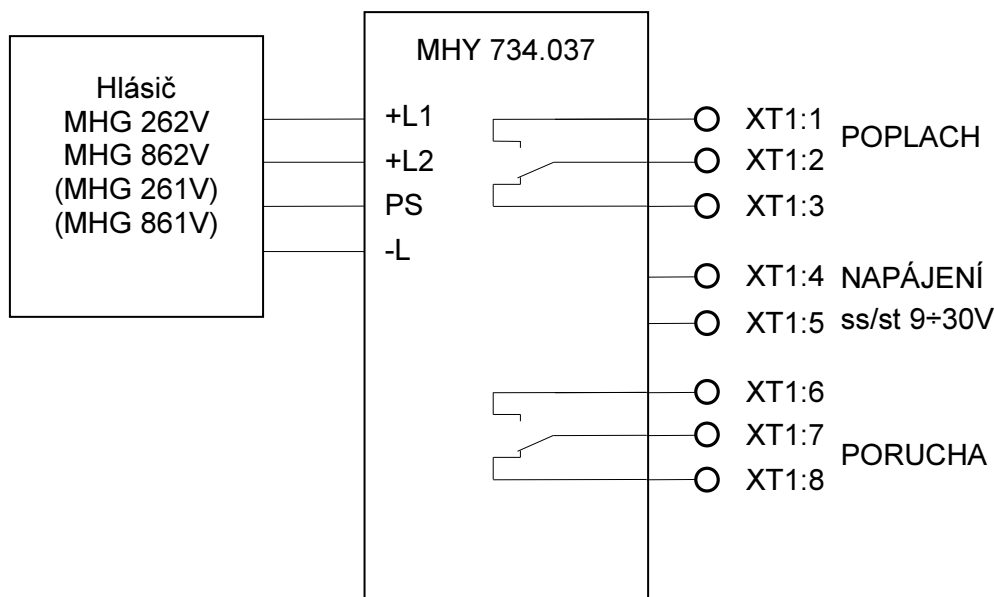 MHY 734.037
Hlásič
MHG 262V
MHG 862V
(MHG 261V)
(MHG 861V)
+L1
+L2
PS
-L
XT1:1
XT1:2
XT1:3
POPLACH
XT1:4
XT1:5
NAPÁJENÍ
ss/st 9÷30V
XT1:6
XT1:7
XT1:8
PORUCHA